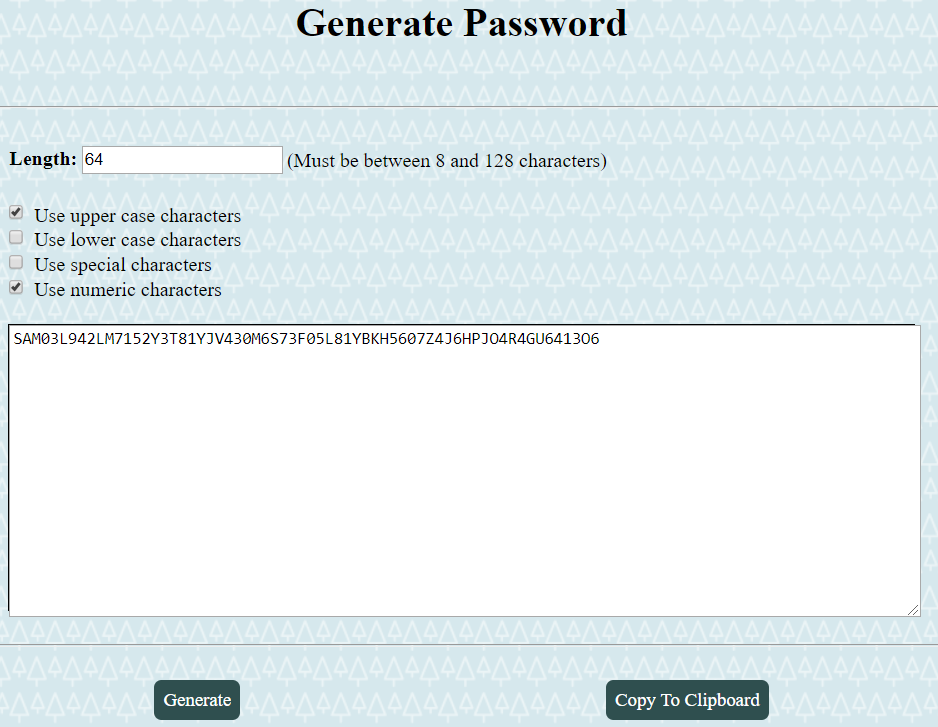 Generate Password
Length: 64 (Must be between 8 and 128 characters)
Use upper case characters
Use lower case characters
Use special characters
Use numeric characters
SAM03L942LM7152Y3T81YJV430M6S73F05L81YBKH5607Z4J6HPJO4R4GU6413O6
Generate
Copy To Clipboard